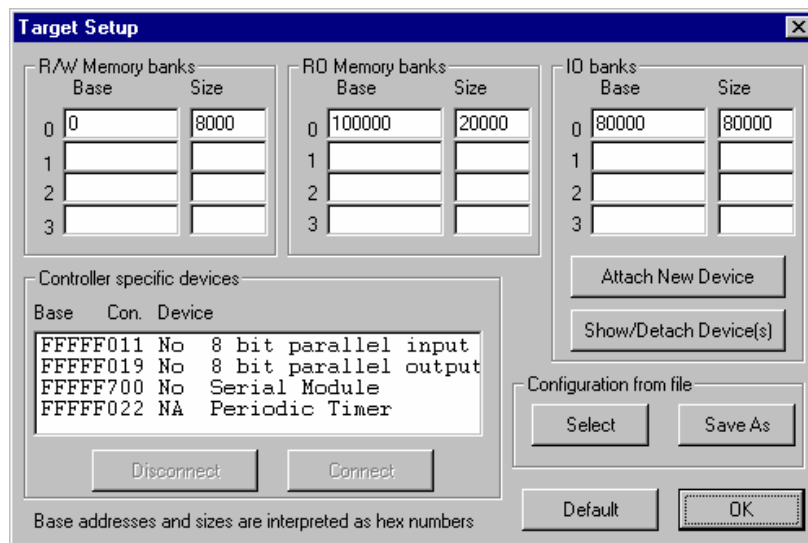 Target Setup
R/W Memory banks
Base Size
0 0 8000
1
2
3
RO Memory banks
Base Size
0 100000 20000
1
2
3
IO banks
Base Size
0 80000 80000
1
2
3
Attach New Device
Show/Detach Device(s)
Controller specific devices
Base Con. Device
FFFFF011 No 8 bit parallel input
FFFFF019 No 8 bit parallel output
FFFFF700 No Serial Module
FFFFF022 NA Periodic Timer
Disconnect Connect
Configuration from file
Select Save As
Base addresses and sizes are interpreted as hex numbers
Default OK